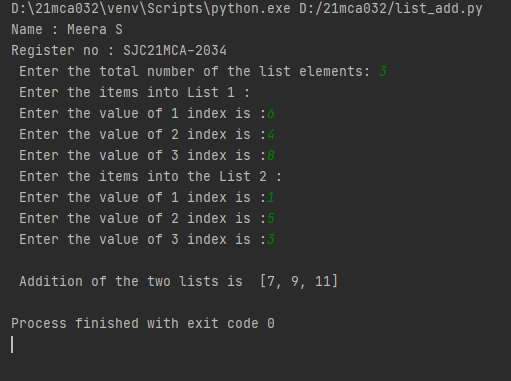 D:\21mca032\venv\Scripts\python.exe D:/21mca032/list_add.py
Name : Meera S
Register no : SJC21MCA-2034
Enter the total number of the list elements: 3
Enter the items into List 1 :
Enter the value of 1 index is :6
Enter the value of 2 index is :4
Enter the value of 3 index is :8
Enter the items into the List 2 :
Enter the value of 1 index is :1
Enter the value of 2 index is :5
Enter the value of 3 index is :3
Addition of the two lists is  [7, 9, 11]
Process finished with exit code 0